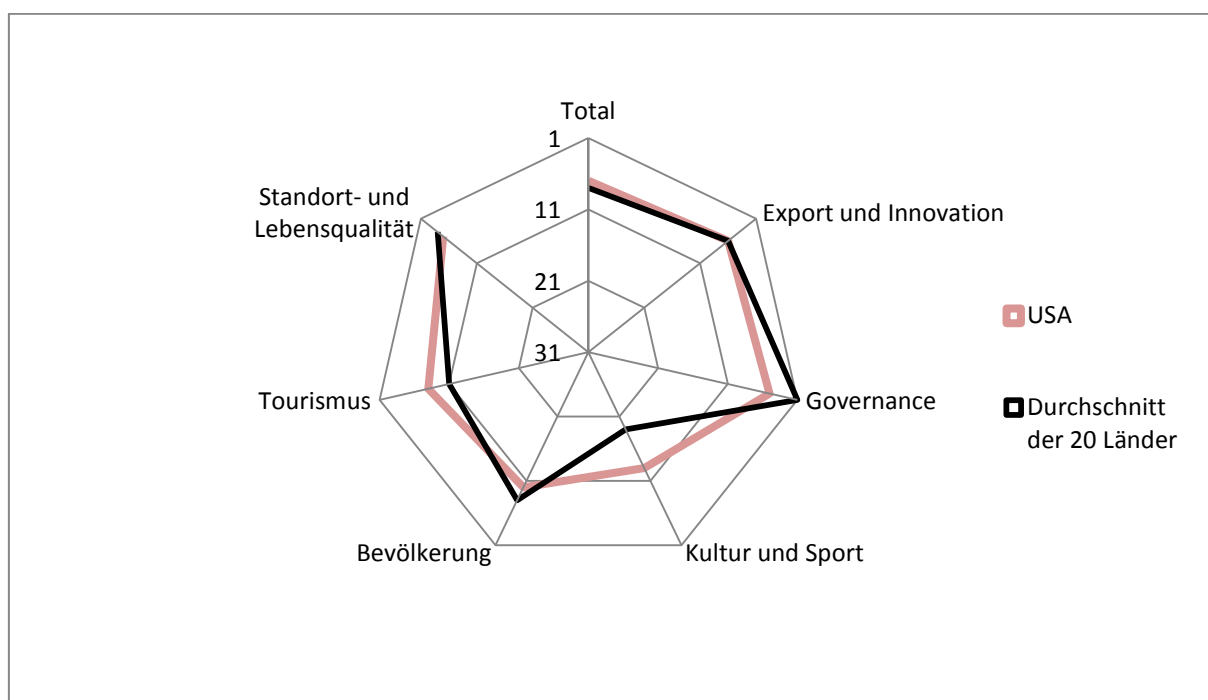 Total
1
11
21
31
Export und Innovation
Governance
Kultur und Sport
Bevölkerung
Tourismus
Standort- und
Lebensqualität
USA
Durchschnitt
der 20 Länder